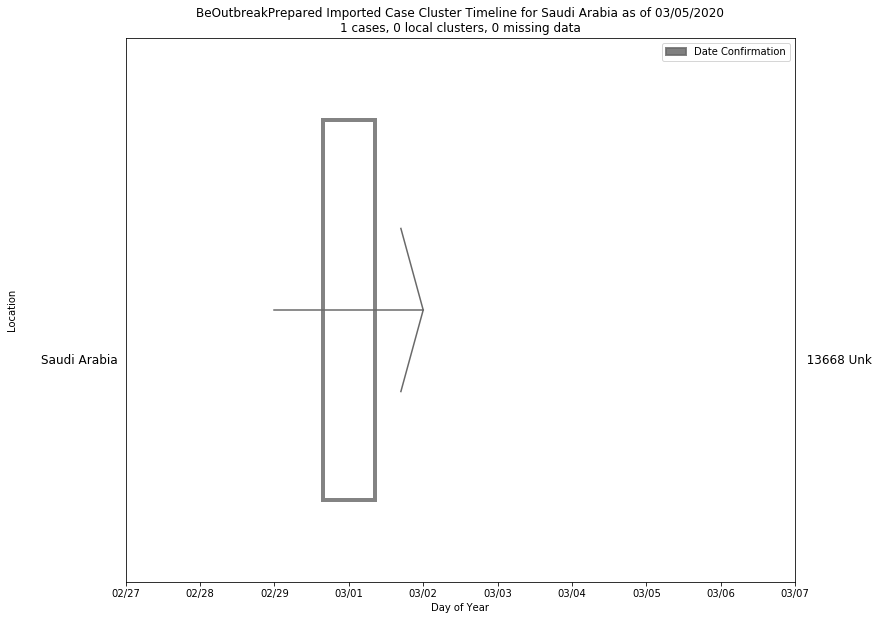 BeOutbreakPrepared Imported Case Cluster Timeline for Saudi Arabia as of 03/05/2020
1 cases, 0 local clusters, 0 missing data
Date Confirmation
Location
Saudi Arabia
13668 Unk
02/27 02/28 02/29 03/01 03/02 03/03 03/04 03/05 03/06 03/07
Day of Year